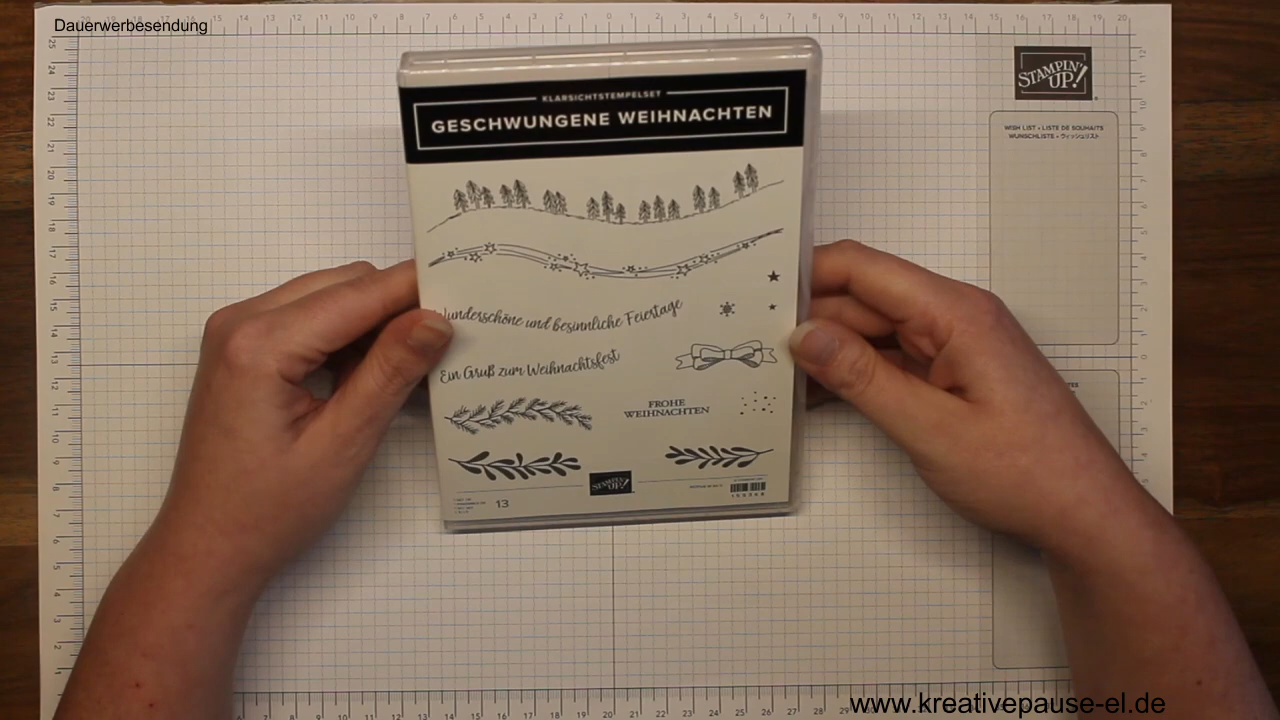 Dauerwerbesendung
STAMPIN' UP!
WISH LIST • LISTE DE SOUHAITS
WUNSCHLISTE • ウィッシュリスト
KLARSICHTSTEMPELSET
GESCHWUNGENE WEIHNACHTEN
underschöne und besinnliche Feiertage
Ein Gruß zum Weihnachtsfest
FROHE
WEIHNACHTEN
STAMPIN' UP!
13
www.kreativepause-el.de